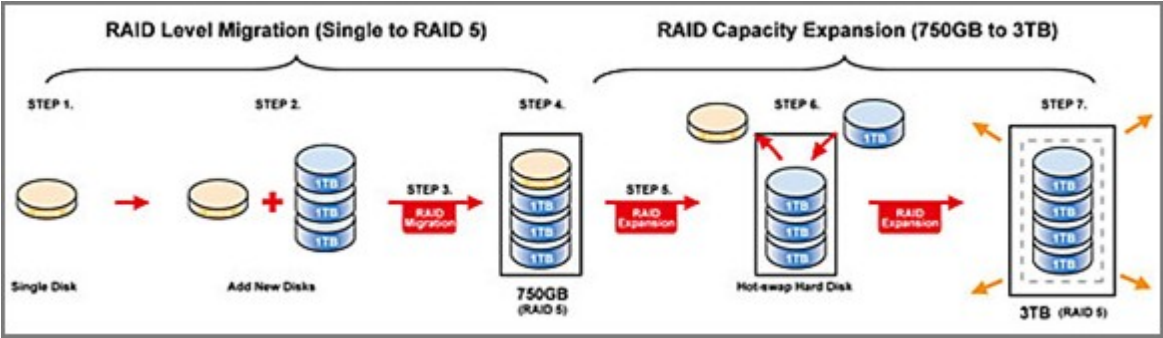 RAID Level Migration (Single to RAID 5)
RAID Capacity Expansion (750GB to 3TB)
STEP 1.
STEP 2.
STEP 4.
STEP 6.
STEP 7.
1TB
1TB
1TB
1TB
STEP 3.
RAID
Migration
1TB
1TB
1TB
STEP 5.
RAID
Expansion
1TB
1TB
1TB
RAID
Expansion
1TB
1TB
1TB
1TB
Single Disk
Add New Disks
750GB
(RAID 5)
Hot-swap Hard Disk
3TB (RAID 5)